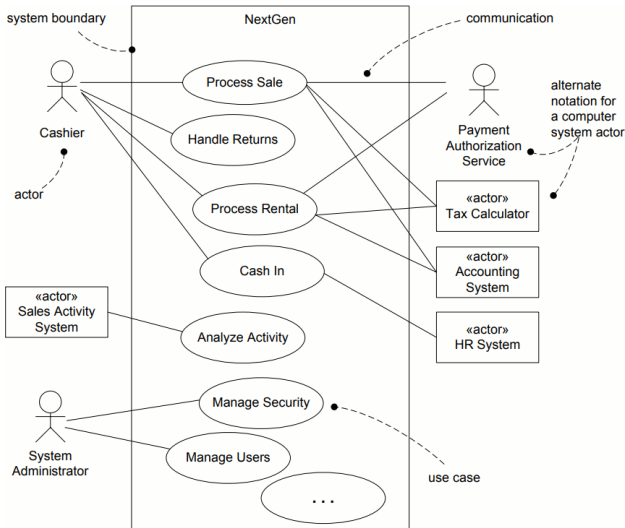 system boundary
NextGen
communication
Process Sale
alternate
notation for
a computer
system actor
Cashier
Payment
Authorization
Service
Handle Returns
actor
«actor»
Tax Calculator
Process Rental
«actor»
Accounting
System
Cash In
«actor»
Sales Activity
System
Analyze Activity
«actor»
HR System
Manage Security
System
Administrator
Manage Users
use case
. . .